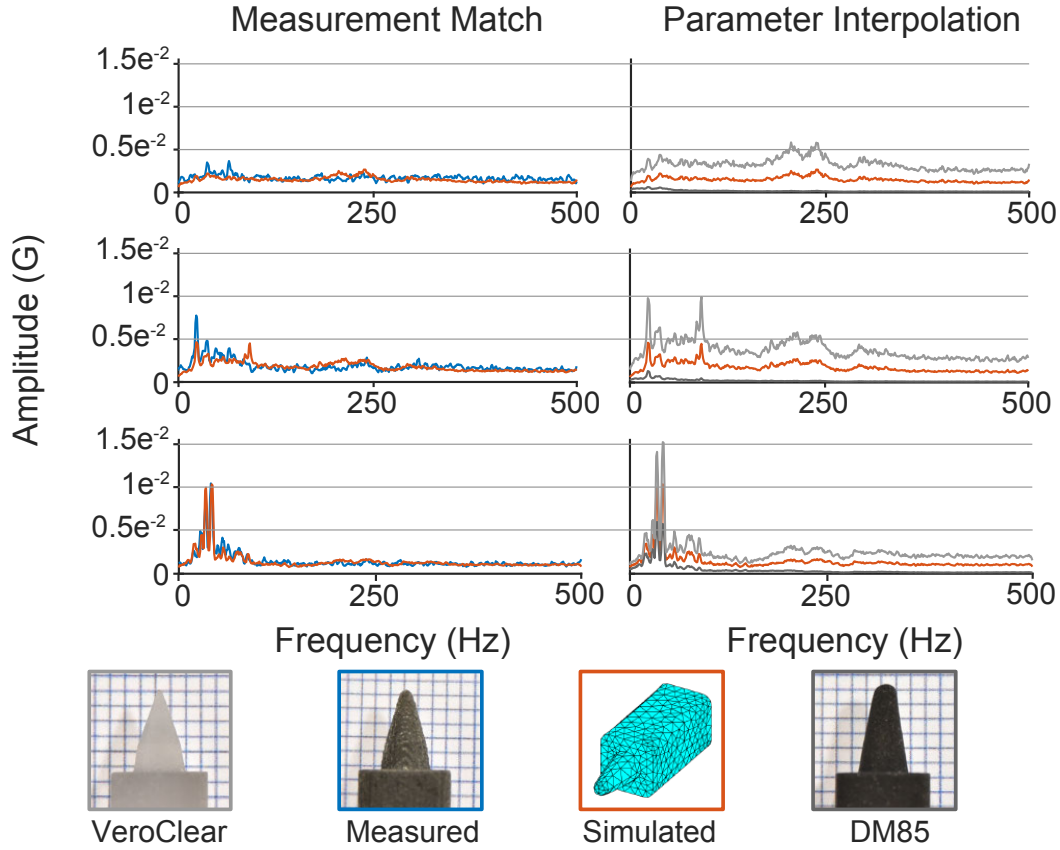 Measurement Match Parameter Interpolation
1.5e-2
1e-2
0.5e-2
0
0 250 500 0 250 500
1.5e-2
1e-2
0.5e-2
0
0 250 500 0 250 500
1.5e-2
1e-2
0.5e-2
0
0 250 500 0 250 500
Amplitude (G)
Frequency (Hz) Frequency (Hz)
VeroClear Measured Simulated DM85